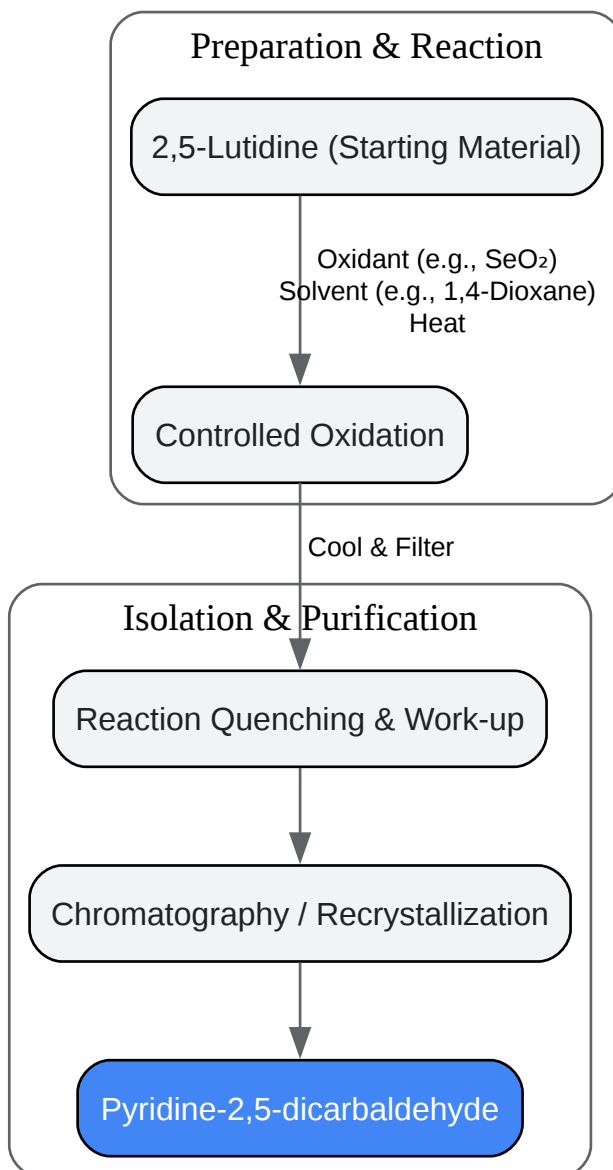 Preparation & Reaction
2,5-Lutidine (Starting Material)
Oxidant (e.g., SeO₂)
Solvent (e.g., 1,4-Dioxane)
Heat
Controlled Oxidation
Cool & Filter
Isolation & Purification
Reaction Quenching & Work-up
Chromatography / Recrystallization
Pyridine-2,5-dicarbaldehyde